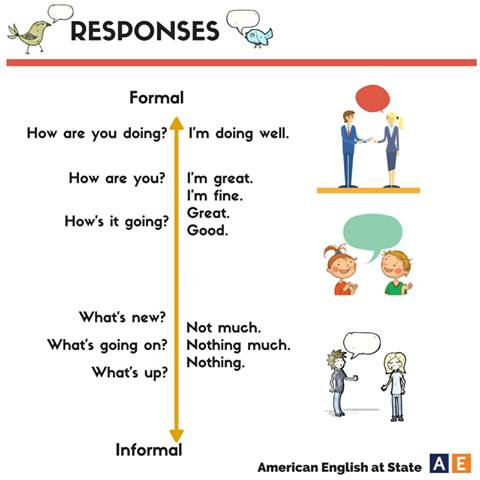 RESPONSES
Formal
How are you doing? I'm doing well.
How are you? I'm great.
I'm fine.
How's it going? Great.
Good.
What's new?
Not much.
What's going on? Nothing much.
What's up? Nothing.
Informal
American English at State AE